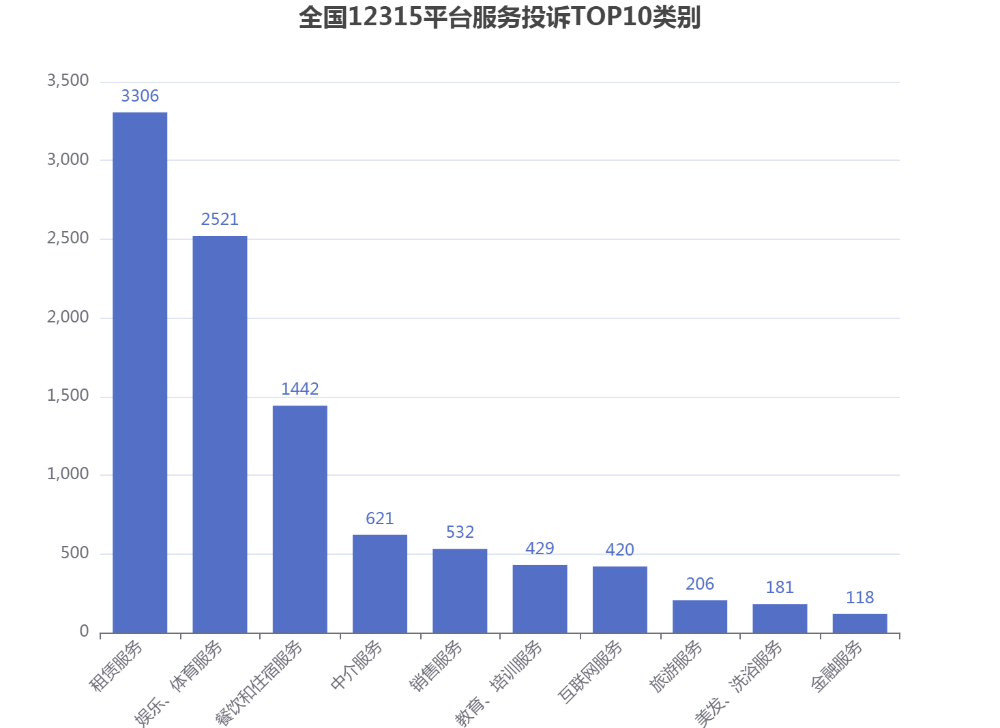 全国12315平台服务投诉TOP10类别
3,500
3,000
2,500
2,000
1,500
1,000
500
0
3306
2521
1442
621
532
429
420
206
181
118
租赁服务
娱乐、体育服务
餐饮和住宿服务
中介服务
销售服务
教育、培训服务
互联网服务
旅游服务
美发、洗浴服务
金融服务